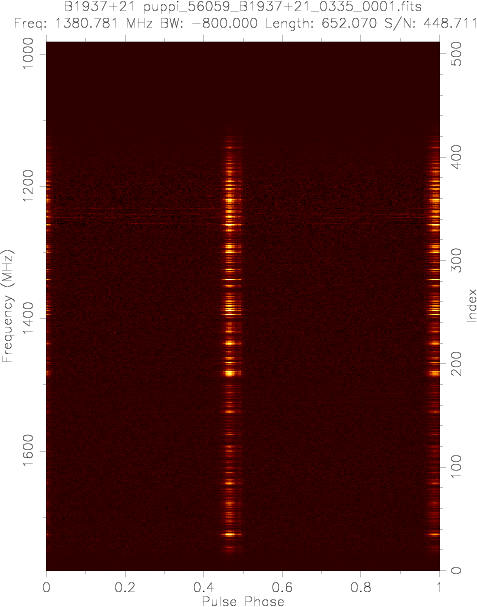 B1937+21 puppi_56059_B1937+21_0335_0001.fits
Freq: 1380.781 MHz BW: −800.000 Length: 652.070 S/N: 448.711
Frequency (MHz)
1000
1200
1400
1600
500
400
300
200
100
0
Index
0 0.2 0.4 0.6 0.8 1
Pulse Phase